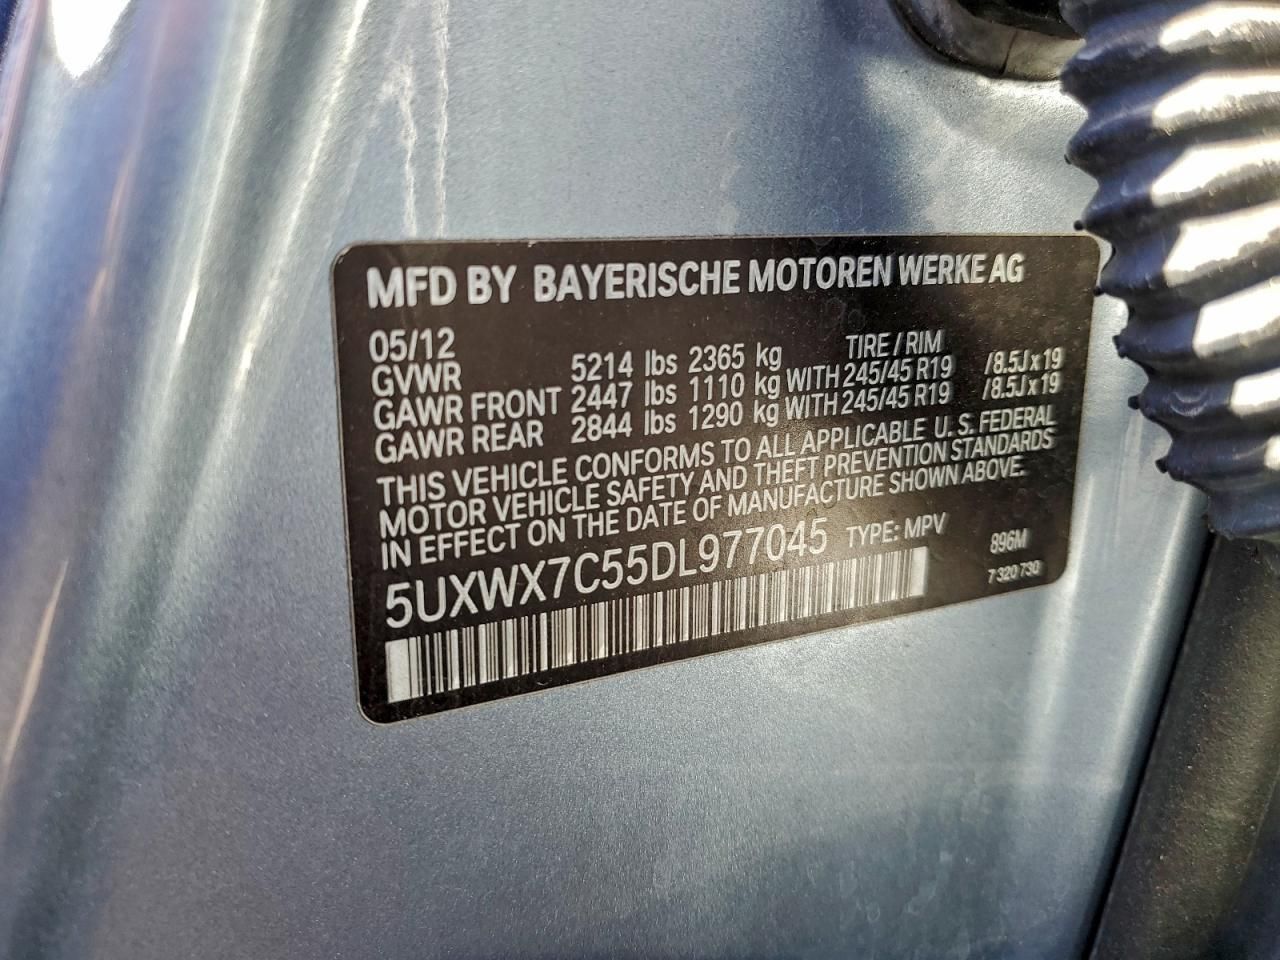 MFD BY BAYERISCHE MOTOREN WERKE AG
05/12 TIRE / RIM
GVWR 5214 lbs 2365 kg
GAWR FRONT 2447 lbs 1110 kg WITH 245/45 R19 /8.5J x 19
GAWR REAR 2844 lbs 1290 kg WITH 245/45 R19 /8.5J x 19
THIS VEHICLE CONFORMS TO ALL APPLICABLE U. S. FEDERAL
MOTOR VEHICLE SAFETY AND THEFT PREVENTION STANDARDS
IN EFFECT ON THE DATE OF MANUFACTURE SHOWN ABOVE.
5UXWX7C55DL977045 TYPE: MPV 896M
7 320 730